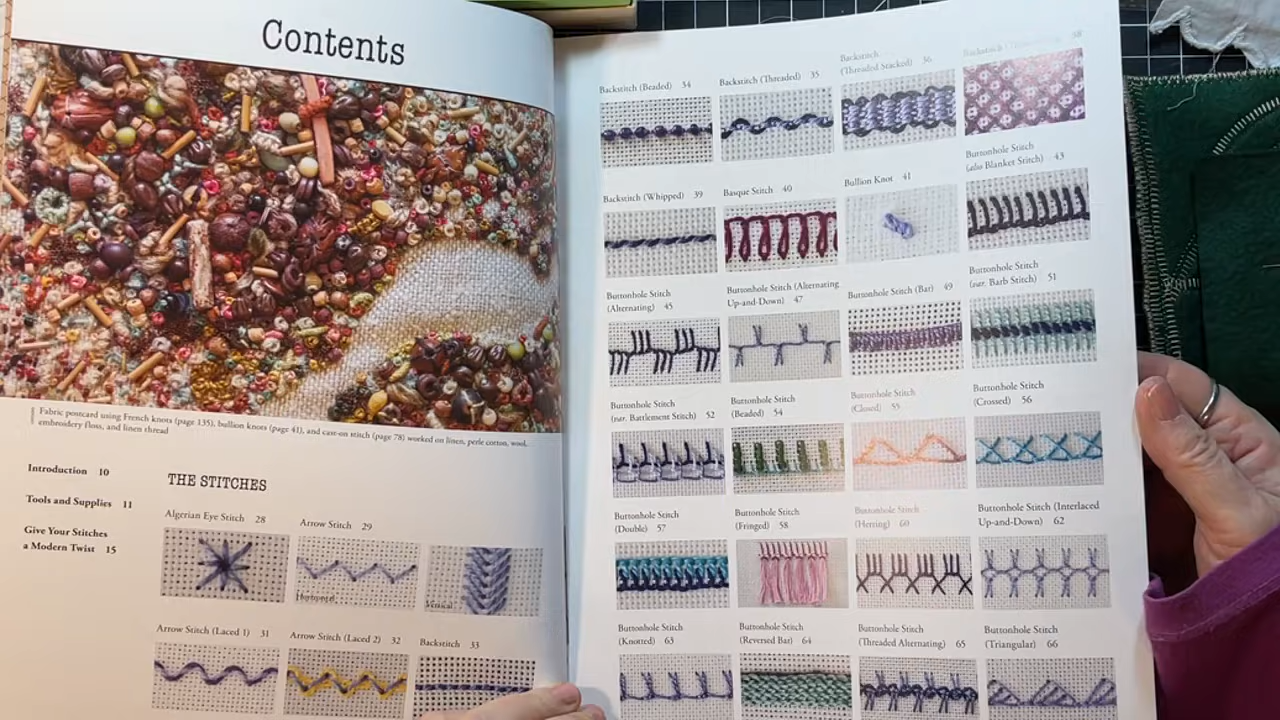 Contents
Fabric postcard using French knots (page 135), bullion knots (page 41), and cast-on stitch (page 78) worked on linen, perle cotton, wool,
embroidery floss, and linen thread
Introduction 10
Tools and Supplies 11
Give Your Stitches
a Modern Twist 15
THE STITCHES
Algerian Eye Stitch 28
Arrow Stitch 29
Horizontal
Vertical
Arrow Stitch (Laced 1) 31
Arrow Stitch (Laced 2) 32
Backstitch 33
Backstitch (Beaded) 34
Backstitch (Threaded) 35
Backstitch
(Threaded Stacked) 36
Backstitch 38
Backstitch (Whipped) 39
Basque Stitch 40
Bullion Knot 41
Buttonhole Stitch
(also Blanket Stitch) 43
Buttonhole Stitch
(Alternating) 45
Buttonhole Stitch (Alternating
Up-and-Down) 47
Buttonhole Stitch (Bar) 49
Buttonhole Stitch
(var. Barb Stitch) 51
Buttonhole Stitch
(var. Battlement Stitch) 52
Buttonhole Stitch
(Beaded) 54
Buttonhole Stitch
(Closed) 55
Buttonhole Stitch
(Crossed) 56
Buttonhole Stitch
(Double) 57
Buttonhole Stitch
(Fringed) 58
Buttonhole Stitch
(Herring) 60
Buttonhole Stitch (Interlaced
Up-and-Down) 62
Buttonhole Stitch
(Knotted) 63
Buttonhole Stitch
(Reversed Bar) 64
Buttonhole Stitch
(Threaded Alternating) 65
Buttonhole Stitch
(Triangular) 66